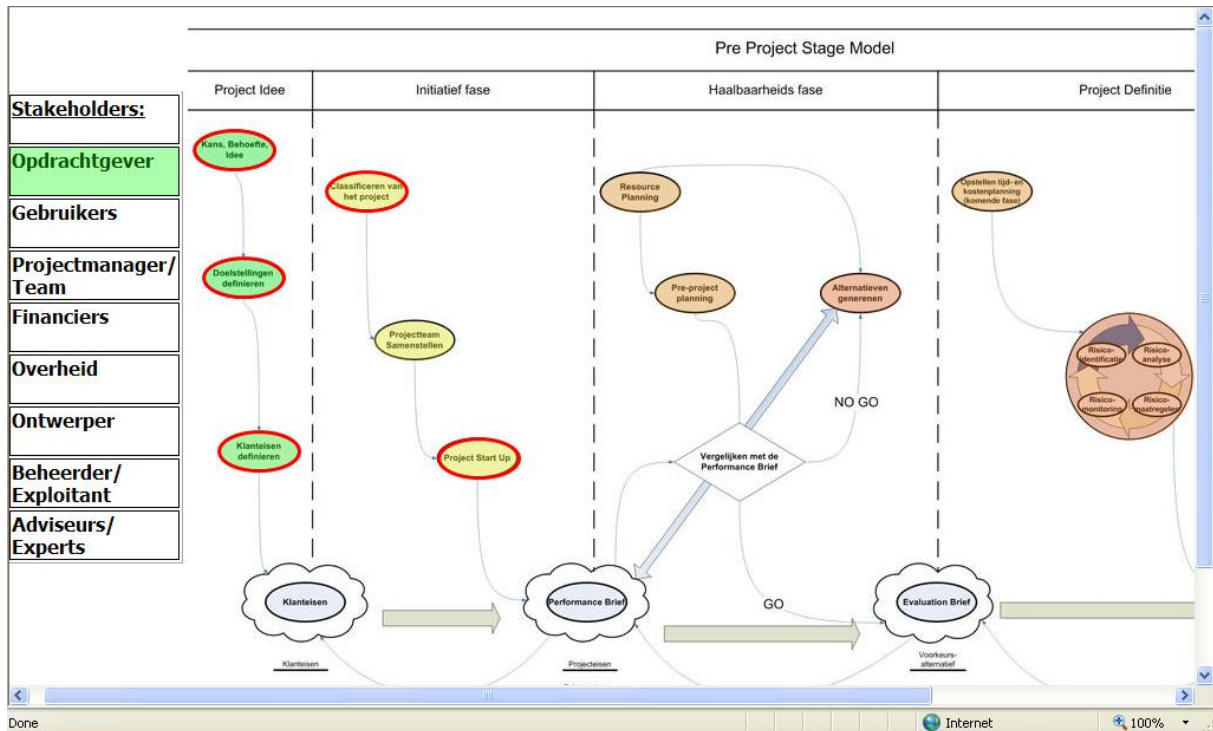 Pre Project Stage Model
Project Idee
Initiatief fase
Haalbaarheids fase
Project Definitie
Stakeholders:
Opdrachtgever
Gebruikers
Projectmanager/
Team
Financiers
Overheid
Ontwerper
Beheerder/
Exploitant
Adviseurs/
Experts
Kans, Behoefte,
Idee
Doelstellingen
definiëren
Klanteisen
definiëren
Klanteisen
Klanteisen
Classificeren van
het project
Projectteam
Samenstellen
Project Start Up
Performance Brief
Projecteisen
Resource
Planning
Pre-project
planning
Alternatieven
genereren
NO GO
Vergelijken met de
Performance Brief
GO
Evaluation Brief
Voorkeurs-
alternatief
Opstellen tijd- en
kostenplanning
(komende fase)
Risico-
identificatie
Risico-
analyse
Risico-
monitoring
Risico-
maatregelen
Done
Internet
100%